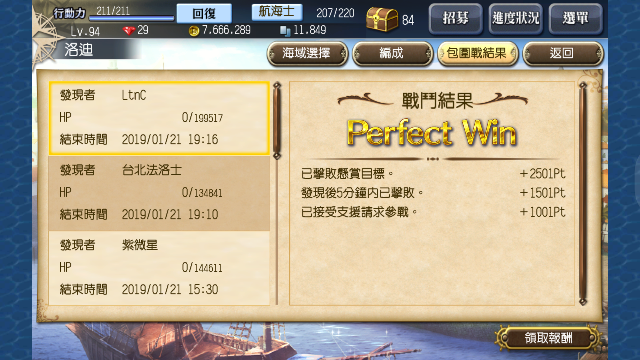 行動力 211/211 回復 航海士 207/220 84 招募 進度狀況 選單
Lv.94 29 7.666.289 11.849
洛迪 海域選擇 編成 包圍戰結果 返回
發現者 LtnC
HP 0/199517
結束時間 2019/01/21 19:16
發現者 台北法洛士
HP 0/134841
結束時間 2019/01/21 19:10
發現者 紫微星
HP 0/144611
結束時間 2019/01/21 15:30
戰鬥結果
Perfect Win
已擊敗懸賞目標。 +2501Pt
發現後5分鐘內已擊敗。 +1501Pt
已接受支援請求參戰。 +1001Pt
領取報酬